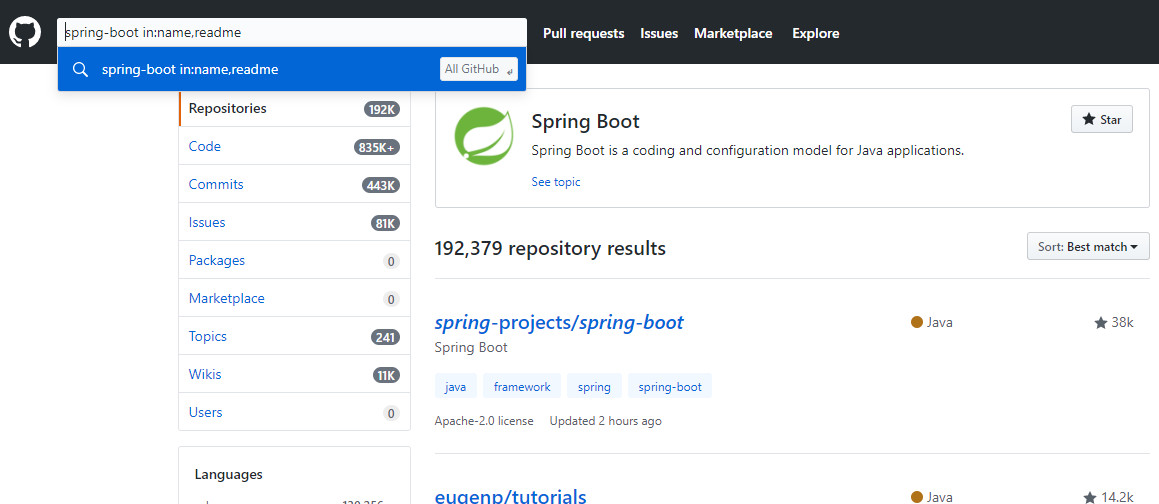 spring-boot in:name,readme
Pull requests Issues Marketplace Explore
spring-boot in:name,readme All GitHub
Repositories 192K
Code 835K+
Commits 443K
Issues 81K
Packages 0
Marketplace 0
Topics 241
Wikis 11K
Users 0
Languages
Spring Boot
Star
Spring Boot is a coding and configuration model for Java applications.
See topic
192,379 repository results
Sort: Best match
spring-projects/spring-boot
Java
38k
Spring Boot
java framework spring spring-boot
Apache-2.0 license Updated 2 hours ago
eugenp/tutorials
Java
14.2k